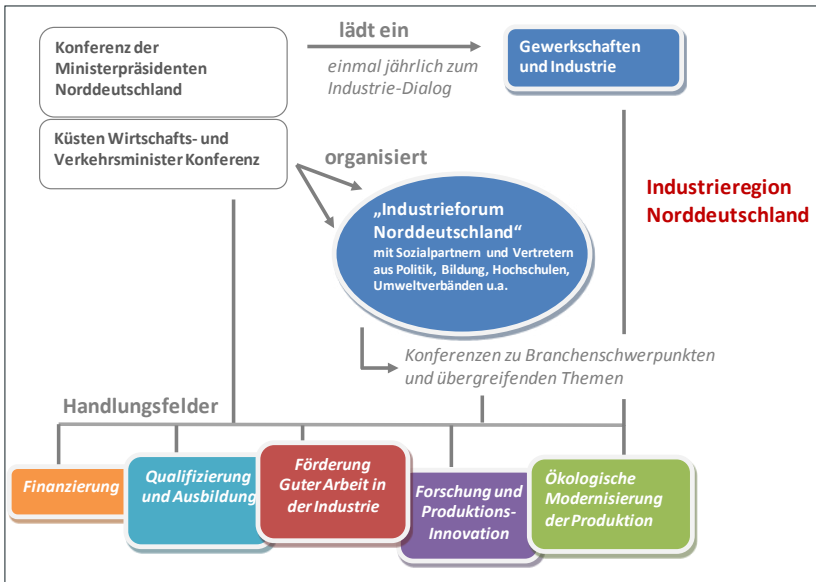 Konferenz der
Ministerpräsidenten
Norddeutschland
lädt ein
einmal jährlich zum
Industrie-Dialog
Gewerkschaften
und Industrie
Küsten Wirtschafts- und
Verkehrsminister Konferenz
organisiert
„Industrieforum
Norddeutschland“
mit Sozialpartnern und Vertretern
aus Politik, Bildung, Hochschulen,
Umweltverbänden u.a.
Industrieregion
Norddeutschland
Konferenzen zu Branchenschwerpunkten
und übergreifenden Themen
Handlungsfelder
Finanzierung
Qualifizierung
und Ausbildung
Förderung
Guter Arbeit in
der Industrie
Forschung und
Produktions-
Innovation
Ökologische
Modernisierung
der Produktion